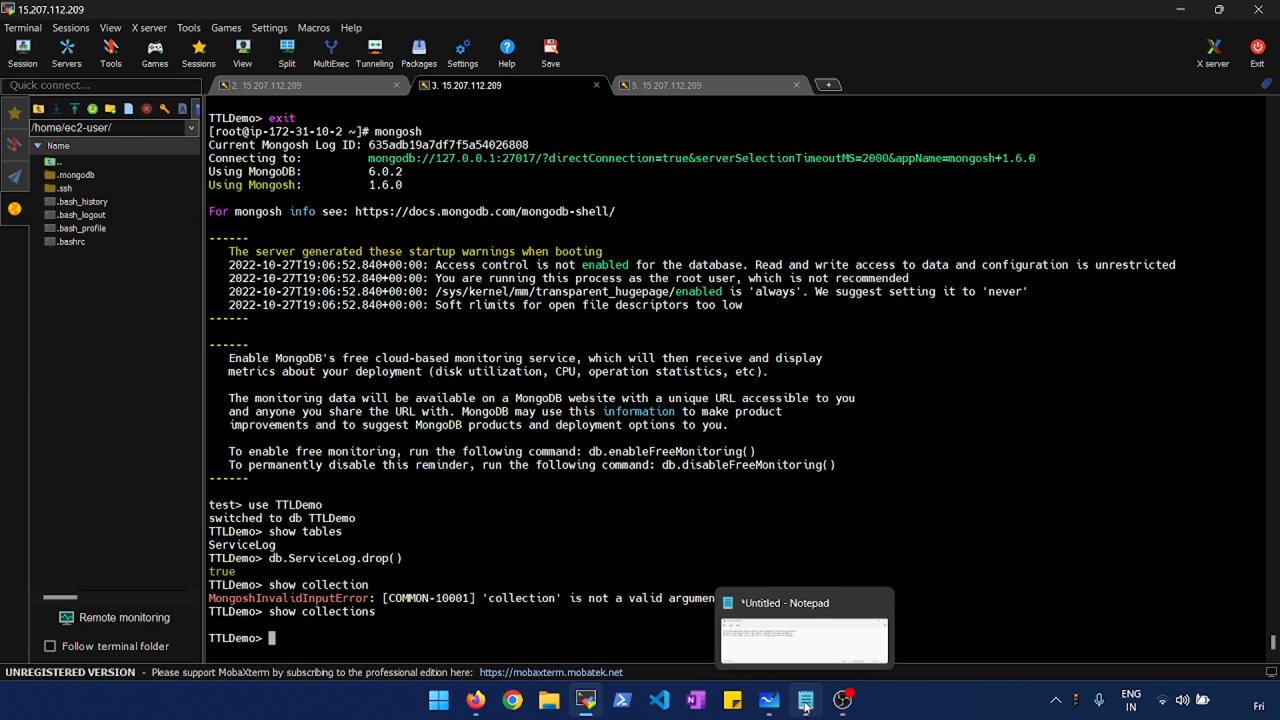 15.207.112.209
Terminal Sessions View X server Tools Games Settings Macros Help
Session Servers Tools Games Sessions View Split MultiExec Tunneling Packages Settings Help Save X server Exit
Quick connect...
2. 15.207.112.209
3. 15.207.112.209
5. 15.207.112.209
/home/ec2-user/
Name
..
.mongodb
.ssh
.bash_history
.bash_logout
.bash_profile
.bashrc
Remote monitoring
Follow terminal folder
TTLDemo> exit
[root@ip-172-31-10-2 ~]# mongosh
Current Mongosh Log ID: 635adb19a7df7f5a54026808
Connecting to: mongodb://127.0.0.1:27017/?directConnection=true&serverSelectionTimeoutMS=2000&appName=mongosh+1.6.0
Using MongoDB: 6.0.2
Using Mongosh: 1.6.0
For mongosh info see: https://docs.mongodb.com/mongodb-shell/
------
The server generated these startup warnings when booting
2022-10-27T19:06:52.840+00:00: Access control is not enabled for the database. Read and write access to data and configuration is unrestricted
2022-10-27T19:06:52.840+00:00: You are running this process as the root user, which is not recommended
2022-10-27T19:06:52.840+00:00: /sys/kernel/mm/transparent_hugepage/enabled is 'always'. We suggest setting it to 'never'
2022-10-27T19:06:52.840+00:00: Soft rlimits for open file descriptors too low
------
------
Enable MongoDB's free cloud-based monitoring service, which will then receive and display
metrics about your deployment (disk utilization, CPU, operation statistics, etc).
The monitoring data will be available on a MongoDB website with a unique URL accessible to you
and anyone you share the URL with. MongoDB may use this information to make product
improvements and to suggest MongoDB products and deployment options to you.
To enable free monitoring, run the following command: db.enableFreeMonitoring()
To permanently disable this reminder, run the following command: db.disableFreeMonitoring()
------
test> use TTLDemo
switched to db TTLDemo
TTLDemo> show tables
ServiceLog
TTLDemo> db.ServiceLog.drop()
true
TTLDemo> show collection
MongoshInvalidInputError: [COMMON-10001] 'collection' is not a valid argumen
TTLDemo> show collections
TTLDemo>
*Untitled - Notepad
UNREGISTERED VERSION - Please support MobaXterm by subscribing to the professional edition here: https://mobaxterm.mobatek.net
ENG
IN
Fri